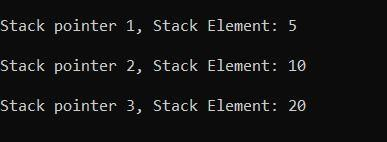 Stack pointer 1, Stack Element: 5
Stack pointer 2, Stack Element: 10
Stack pointer 3, Stack Element: 20